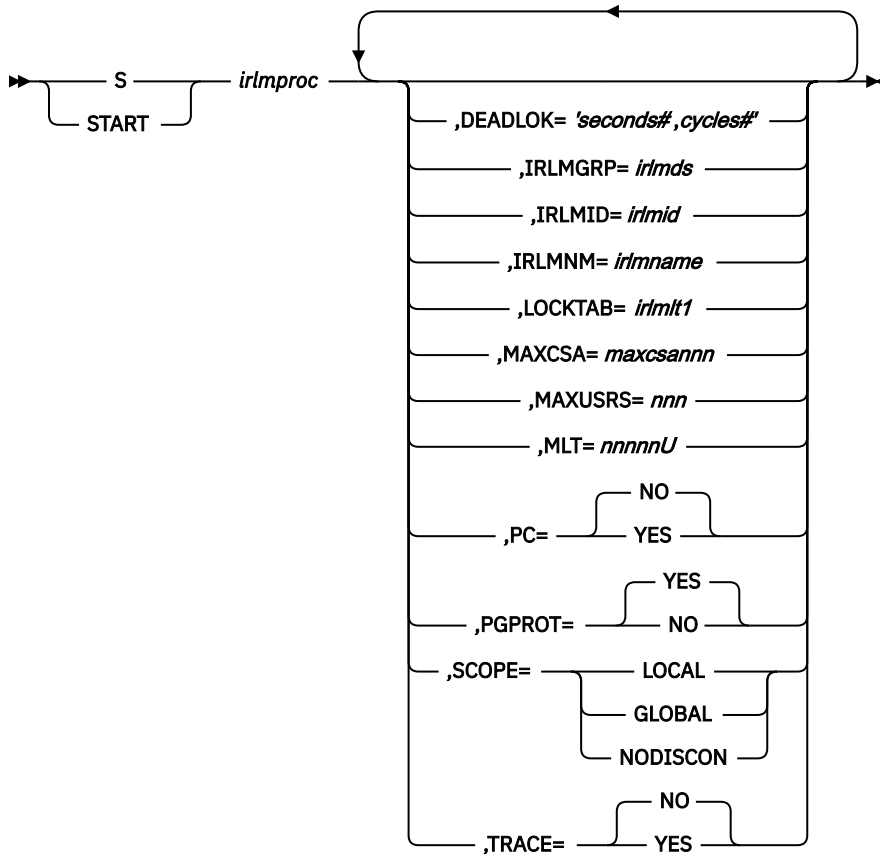 S irlmproc
START
,DEADLOK= 'seconds# ,cycles#'
,IRLMGRP= irlmds
,IRLMID= irlmid
,IRLMNM= irlmname
,LOCKTAB= irlmlt1
,MAXCSA= maxcsannn
,MAXUSRS= nnn
,MLT= nnnnnU
NO
,PC= YES
YES
,PGPROT= NO
,SCOPE= LOCAL
GLOBAL
NODISCON
NO
,TRACE= YES